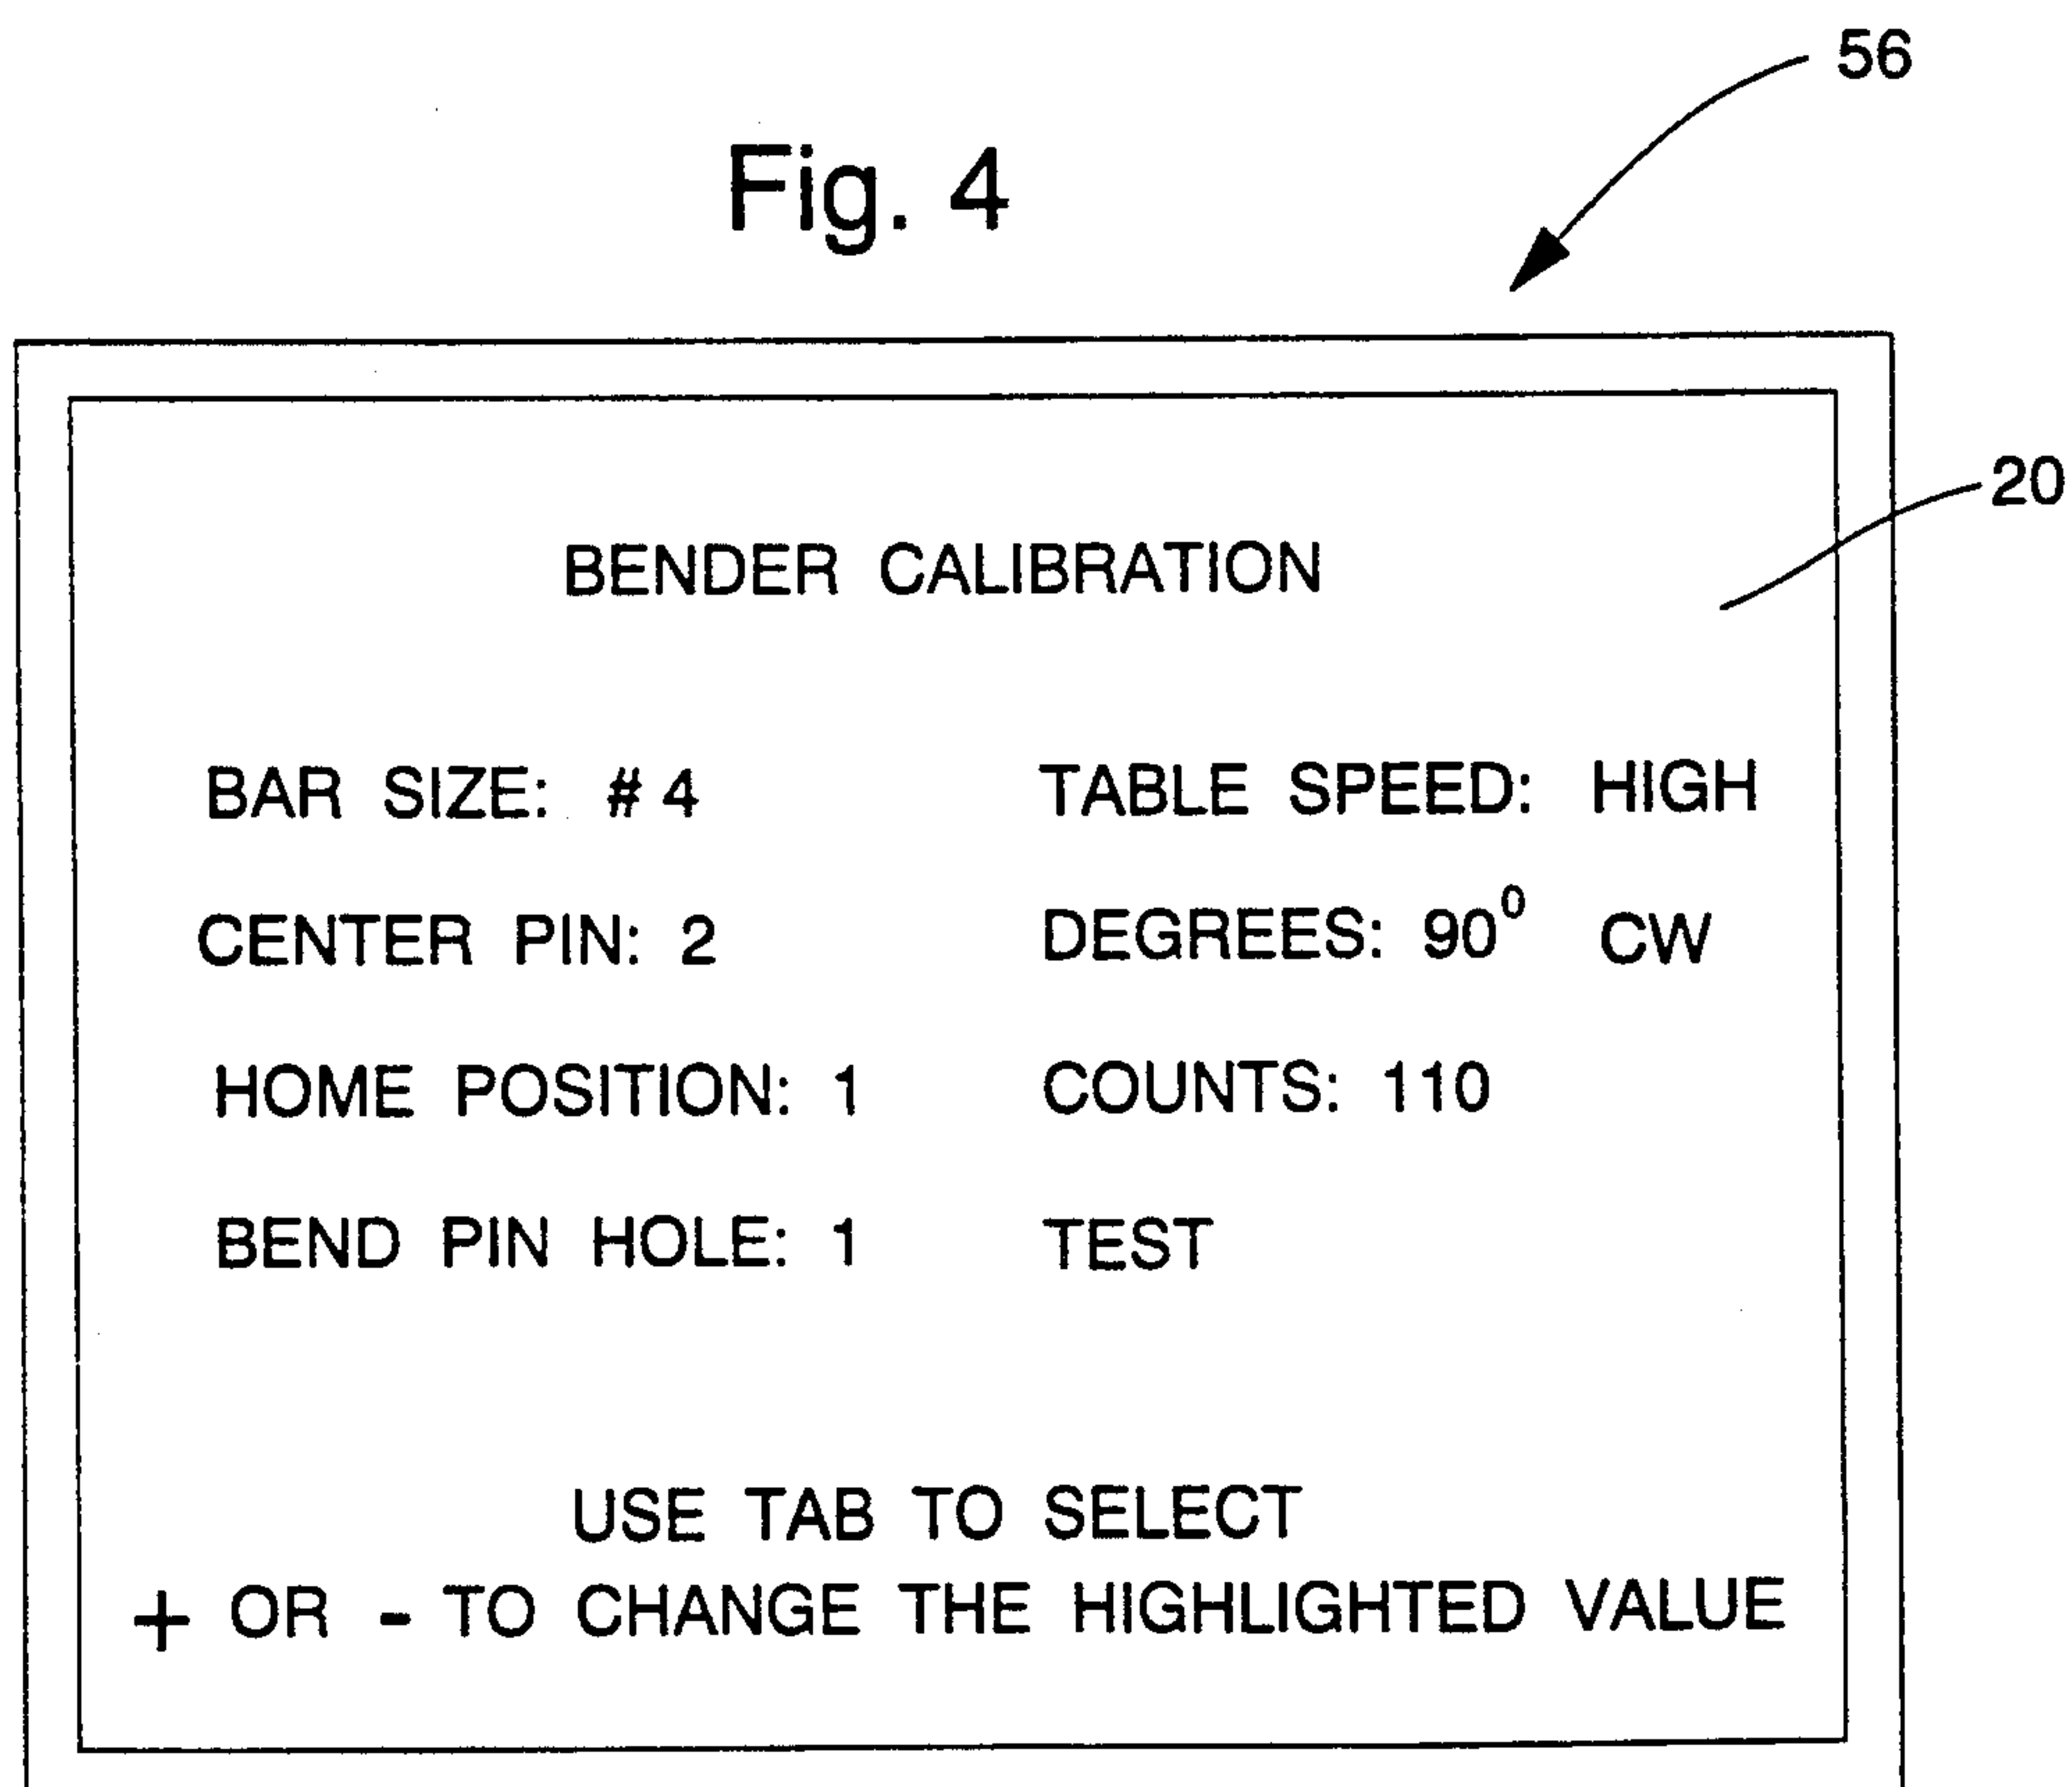 56
Fig. 4
20
BENDER CALIBRATION
BAR SIZE: # 4 TABLE SPEED: HIGH
CENTER PIN: 2 DEGREES: 90⁰ CW
HOME POSITION: 1 COUNTS: 110
BEND PIN HOLE: 1 TEST
USE TAB TO SELECT
+ OR - TO CHANGE THE HIGHLIGHTED VALUE